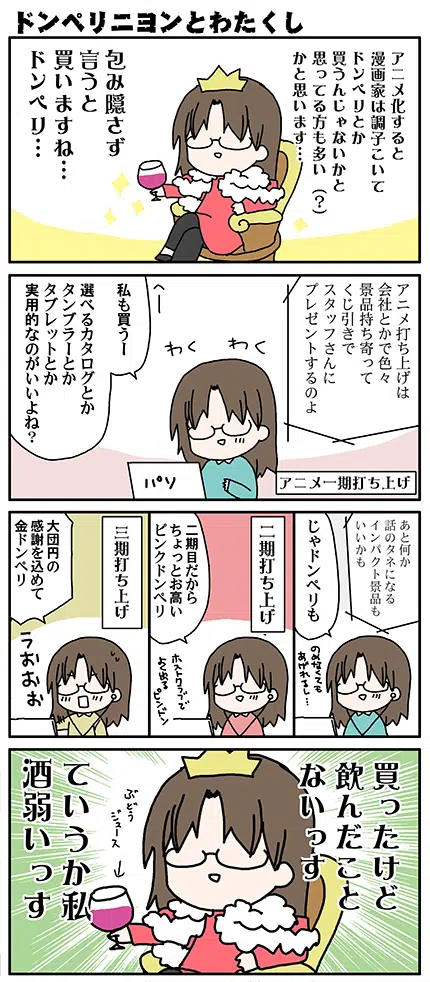 ドンペリニヨンとわたくし
アニメ化すると
漫画家は調子こいて
ドンペリとか
買うんじゃないかと
思ってる方も多い(?)
かと思います…
包み隠さず
言うと
買いますね…
ドンペリ…
アニメ打ち上げは
会社とかで色々
景品持ち寄って
くじ引きで
スタッフさんに
プレゼントするのよ
へー
わく
わく
私も買うー
選べるカタログとか
タンブラーとか
タブレットとか
実用的なのがいいよね?
パソ
アニメ一期打ち上げ
あと何か
話のタネになる
インパクト景品も
いいかも
じゃドンペリも
のめなくても
あげれるし…
二期打ち上げ
二期目だから
ちょっとお高い
ピンクドンペリ
ホストクラブで
よく出る
ピンドン
三期打ち上げ
大団円の
感謝を込めて
金ドンペリ
うおおお
買ったけど
飲んだこと
ないっす
ぶどう
ジュース
ていうか私
酒弱いっす